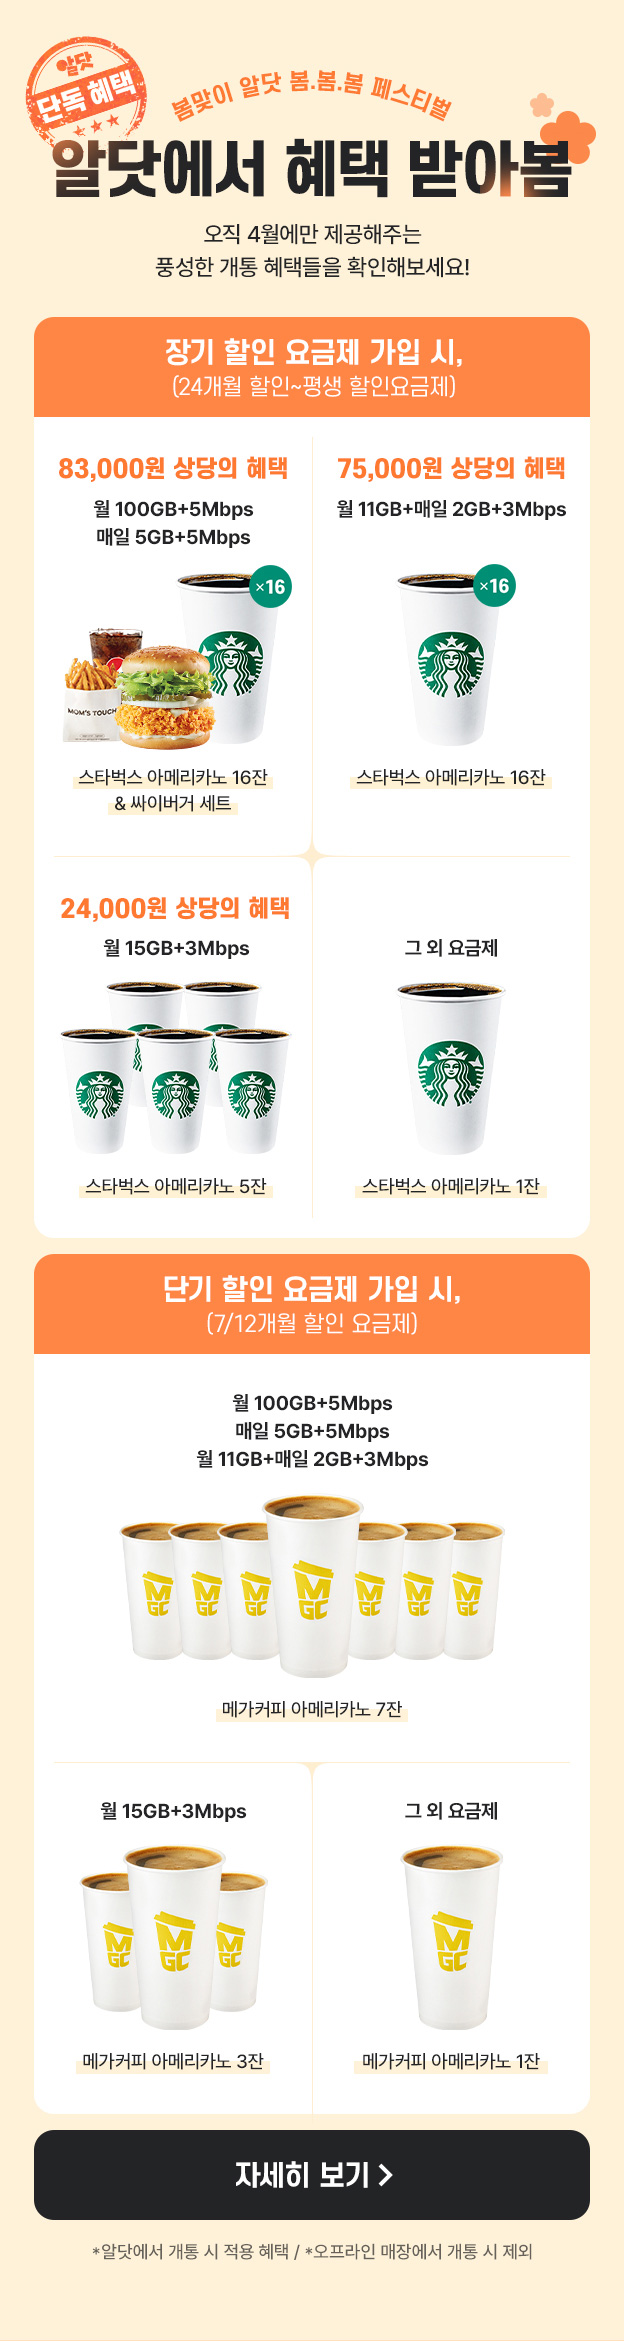 알닷
단독 혜택
봄맞이 알닷 봄.봄.봄 페스티벌
알닷에서 혜택 받아봄
오직 4월에만 제공해주는
풍성한 개통 혜택들을 확인해보세요!
장기 할인 요금제 가입 시,
(24개월 할인~평생 할인요금제)
83,000원 상당의 혜택
월 100GB+5Mbps
매일 5GB+5Mbps
×16
MOM'S TOUCH
스타벅스 아메리카노 16잔
& 싸이버거 세트
75,000원 상당의 혜택
월 11GB+매일 2GB+3Mbps
×16
스타벅스 아메리카노 16잔
24,000원 상당의 혜택
월 15GB+3Mbps
스타벅스 아메리카노 5잔
그 외 요금제
스타벅스 아메리카노 1잔
단기 할인 요금제 가입 시,
(7/12개월 할인 요금제)
월 100GB+5Mbps
매일 5GB+5Mbps
월 11GB+매일 2GB+3Mbps
MGC MGC MGC MGC MGC MGC MGC
메가커피 아메리카노 7잔
월 15GB+3Mbps
MGC MGC MGC
메가커피 아메리카노 3잔
그 외 요금제
MGC
메가커피 아메리카노 1잔
자세히 보기 >
*알닷에서 개통 시 적용 혜택 / *오프라인 매장에서 개통 시 제외